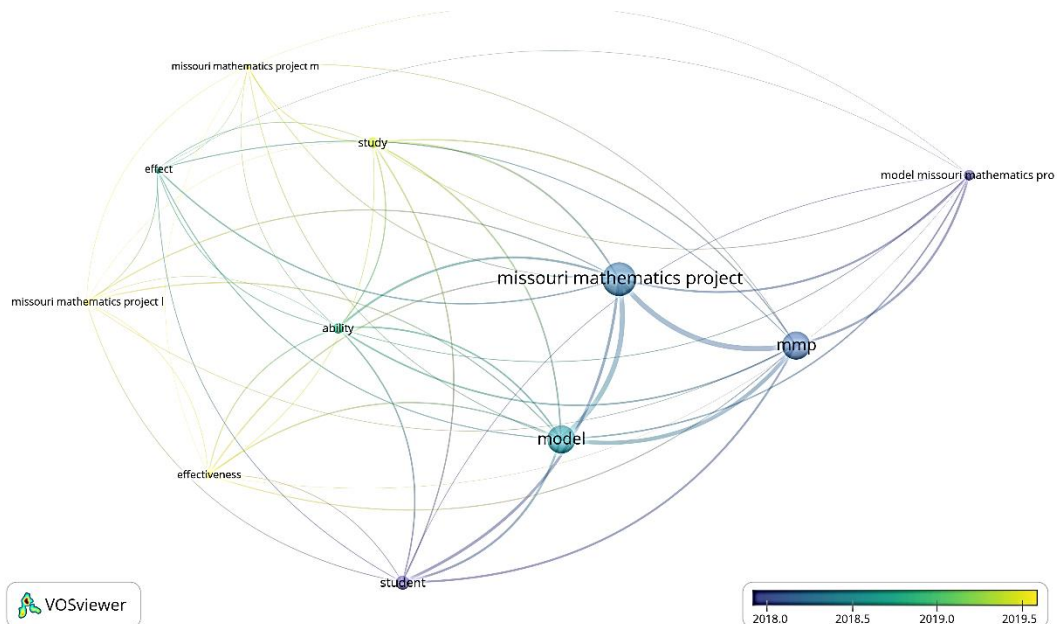 missouri mathematics project m
study
effect
model missouri mathematics pro
missouri mathematics project
missouri mathematics project l
ability
mmp
model
effectiveness
student
VOSviewer
2018.0 2018.5 2019.0 2019.5